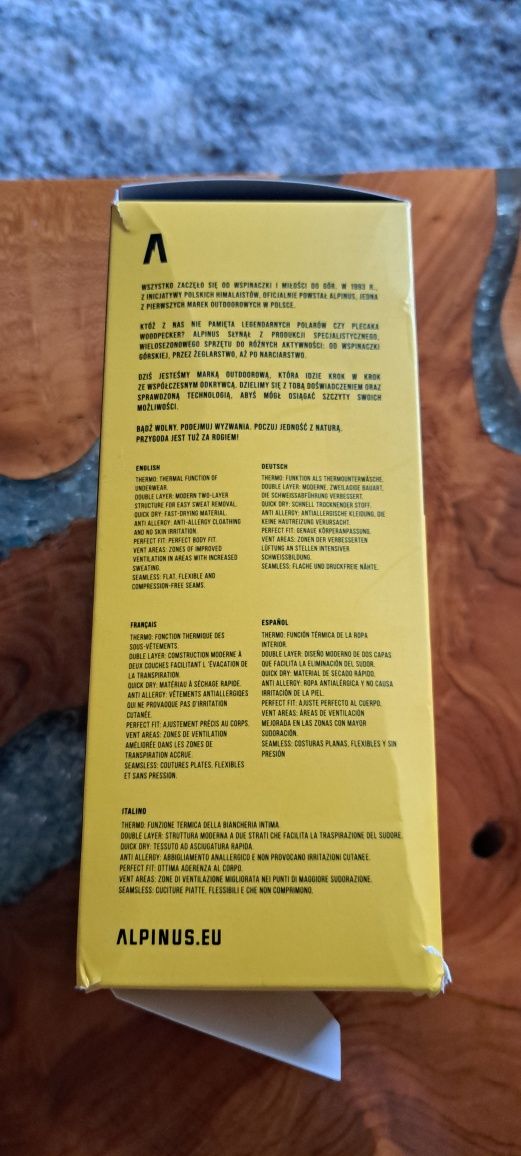 WSZYSTKO ZACZĘŁO SIĘ OD WSPINACZKI I MIŁOŚCI DO GÓR. W 1993 R.,
Z INICJATYWY POLSKICH HIMALAISTÓW, OFICJALNIE POWSTAŁ ALPINUS, JEDNA
Z PIERWSZYCH MAREK OUTDOOROWYCH W POLSCE.
KTÓŻ Z NAS NIE PAMIĘTA LEGENDARNYCH POLARÓW CZY PLECAKA
WOODPECKER? ALPINUS SŁYNĄŁ Z PRODUKCJI SPECJALISTYCZNEGO,
WIELOSEZONOWEGO SPRZĘTU DO RÓŻNYCH AKTYWNOŚCI: OD WSPINACZKI
GÓRSKIEJ, PRZEZ ŻEGLARSTWO, AŻ PO NARCIARSTWO.
DZIŚ JESTEŚMY MARKĄ OUTDOOROWĄ, KTÓRA IDZIE KROK W KROK
ZE WSPÓŁCZESNYM ODKRYWCĄ. DZIELIMY SIĘ Z TOBĄ DOŚWIADCZENIEM ORAZ
SPRAWDZONĄ TECHNOLOGIĄ, ABYŚ MÓGŁ OSIĄGAĆ SZCZYTY SWOICH
MOŻLIWOŚCI.
BĄDŹ WOLNY. PODEJMUJ WYZWANIA. POCZUJ JEDNOŚĆ Z NATURĄ.
PRZYGODA JEST TUŻ ZA ROGIEM!
ENGLISH
THERMO: THERMAL FUNCTION OF
UNDERWEAR.
DOUBLE LAYER: MODERN TWO-LAYER
STRUCTURE FOR EASY SWEAT REMOVAL.
QUICK DRY: FAST-DRYING MATERIAL.
ANTI ALLERGY: ANTI-ALLERGY CLOATHING
AND NO SKIN IRRITATION.
PERFECT FIT: PERFECT BODY FIT.
VENT AREAS: ZONES OF IMPROVED
VENTILATION IN AREAS WITH INCREASED
SWEATING.
SEAMLESS: FLAT, FLEXIBLE AND
COMPRESSION-FREE SEAMS.
DEUTSCH
THERMO: FUNKTION ALS THERMOUNTERWÄSCHE.
DOUBLE LAYER: MODERNE, ZWEILAGIGE BAUART,
DIE SCHWEISSABFÜHRUNG VERBESSERT.
QUICK DRY: SCHNELL TROCKNENDER STOFF.
ANTI ALLERGY: ANTIALLERGISCHE KLEIDUNG, DIE
KEINE HAUTREIZUNG VERURSACHT.
PERFECT FIT: GENAUE KÖRPERANPASSUNG.
VENT AREAS: ZONEN DER VERBESSERTEN
LÜFTUNG AN STELLEN INTENSIVER
SCHWEISSBILDUNG.
SEAMLESS: FLACHE UND DRUCKFREIE NÄHTE.
FRANÇAIS
THERMO: FONCTION THERMIQUE DES
SOUS-VÊTEMENTS.
DUBLE LAYER: COMSTRUCTION MODERNE À
DEUX COUCHES FACILITANT L'ÉVACATION DE
LA TRANSPIRATION.
QUICK DRY: MATÉRIAU À SÉCHAGE RAPIDE.
ANTI ALLERGY: VÊTEMENTS ANTIALLERGIQUES
QUI NE PROVOAQUE PAS D'IRRITATION
CUTANÉE.
PERFECT FIT: AJUSTEMENT PRÉCIS AU CORPS.
VENT AREAS: ZONES DE VENTILATION
AMÉLIORÉE DANS LES ZONES DE
TRANSPIRATION ACCRUE.
SEAMSLESS: COUTURES PLATES, FLEXIBLES
ET SANS PRESSION.
ESPAÑOL
THERMO: FUNCIÓN TÉRMICA DE LA ROPA
INTERIOR.
DOUBLE LAYER: DISEÑO MODERNO DE DOS CAPAS
QUE FACILITA LA ELIMINACIÓN DEL SUDOR.
QUICK DRY: MATERIAL DE SECADO RÁPIDO.
ANTI ALLERGY: ROPA ANTIALÉRGICA Y NO CAUSA
IRRITACIÓN DE LA PIEL.
PERFECT FIT: AJUSTE PERFECTO AL CUERPO.
VENT AREAS: ÁREAS DE VENTILACIÓN
MEJORADA EN LAS ZONAS CON MAYOR
SUDORACIÓN.
SEAMLESS: COSTURAS PLANAS, FLEXIBLES Y SIN
PRESIÓN
ITALINO
THERMO: FUNZIONE TERMICA DELLA BIANCHERIA INTIMA.
DOUBLE LAYER: STRUTTURA MODERNA A DUE STRATI CHE FACILITA LA TRASPIRAZIONE DEL SUDORE.
QUICK DRY: TESSUTO AD ASCIUGATURA RAPIDA.
ANTI ALLERGY: ABBIGLIAMENTO ANALLERGICO E NON PROVOCANO IRRITAZIONI CUTANEE.
PERFECT FIT: OTTIMA ADERENZA AL CORPO.
VENT AREAS: ZONE DI VENTILAZIONE MIGLIORATA NEI PUNTI DI MAGGIORE SUDORAZIONE.
SEAMLESS: CUCITURE PIATTE, FLESSIBILI E CHE NON COMPRIMONO.
ALPINUS.EU